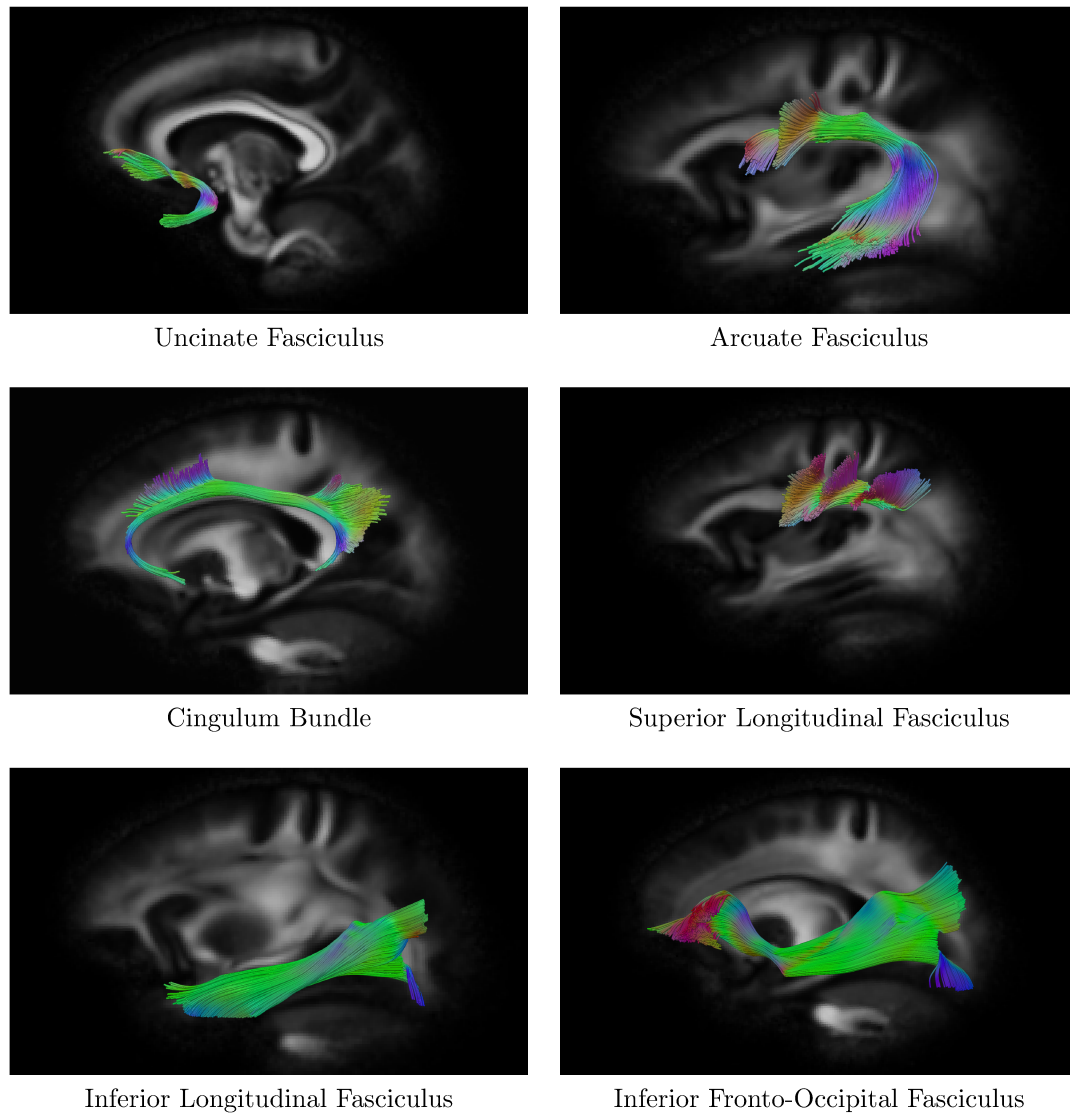 Uncinate Fasciculus
Arcuate Fasciculus
Cingulum Bundle
Superior Longitudinal Fasciculus
Inferior Longitudinal Fasciculus
Inferior Fronto-Occipital Fasciculus